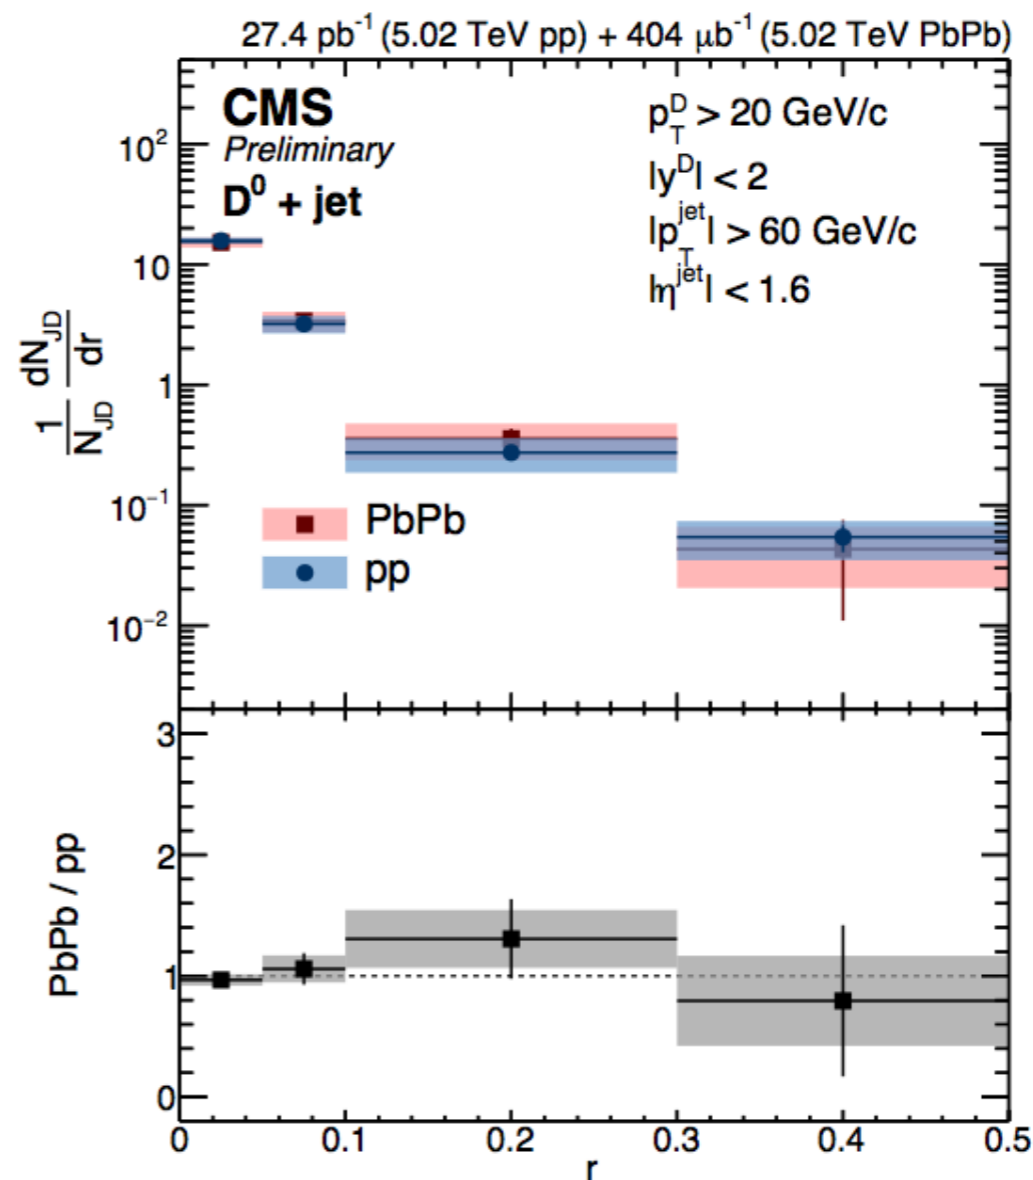 27.4 pb⁻¹ (5.02 TeV pp) + 404 μb⁻¹ (5.02 TeV PbPb)
CMS
Preliminary
D⁰ + jet
p_T^D > 20 GeV/c
|y^D| < 2
|p_T^jet| > 60 GeV/c
|η^jet| < 1.6
10²
10
1
10⁻¹
10⁻²
1/N_JD dN_JD/dr
PbPb
pp
3
2
1
0
PbPb / pp
0 0.1 0.2 0.3 0.4 0.5
r